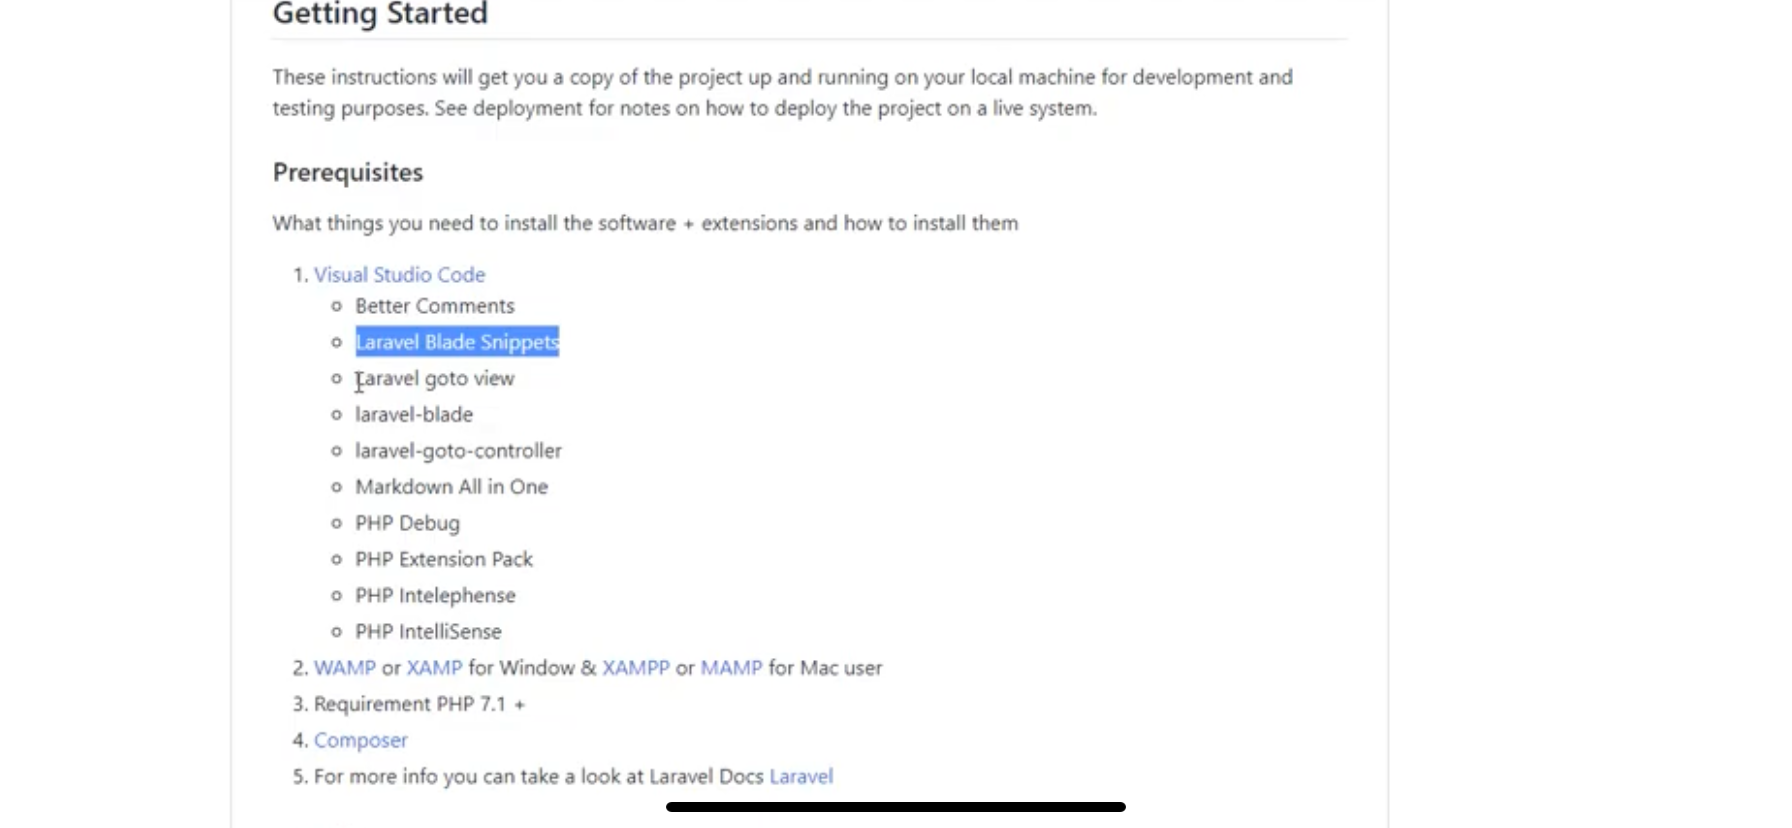 Getting Started
These instructions will get you a copy of the project up and running on your local machine for development and
testing purposes. See deployment for notes on how to deploy the project on a live system.
Prerequisites
What things you need to install the software + extensions and how to install them
1. Visual Studio Code
Better Comments
Laravel Blade Snippets
Laravel goto view
laravel-blade
laravel-goto-controller
Markdown All in One
PHP Debug
PHP Extension Pack
PHP Intelephense
PHP IntelliSense
2. WAMP or XAMP for Window & XAMPP or MAMP for Mac user
3. Requirement PHP 7.1 +
4. Composer
5. For more info you can take a look at Laravel Docs Laravel